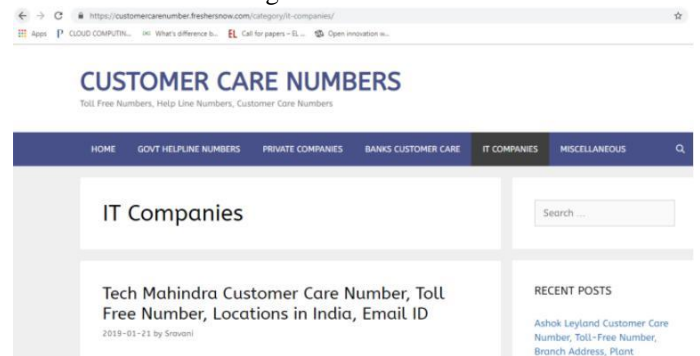 https://customercarenumber.freshersnow.com/category/it-companies/
Apps CLOUD COMPUTIN... What's difference b... EL Call for papers – EL ... Open innovation w...
CUSTOMER CARE NUMBERS
Toll Free Numbers, Help Line Numbers, Customer Care Numbers
HOME GOVT HELPLINE NUMBERS PRIVATE COMPANIES BANKS CUSTOMER CARE IT COMPANIES MISCELLANEOUS
IT Companies
Search ...
Tech Mahindra Customer Care Number, Toll
Free Number, Locations in India, Email ID
2019-01-21 by Sravani
RECENT POSTS
Ashok Leyland Customer Care
Number, Toll-Free Number,
Branch Address, Plant